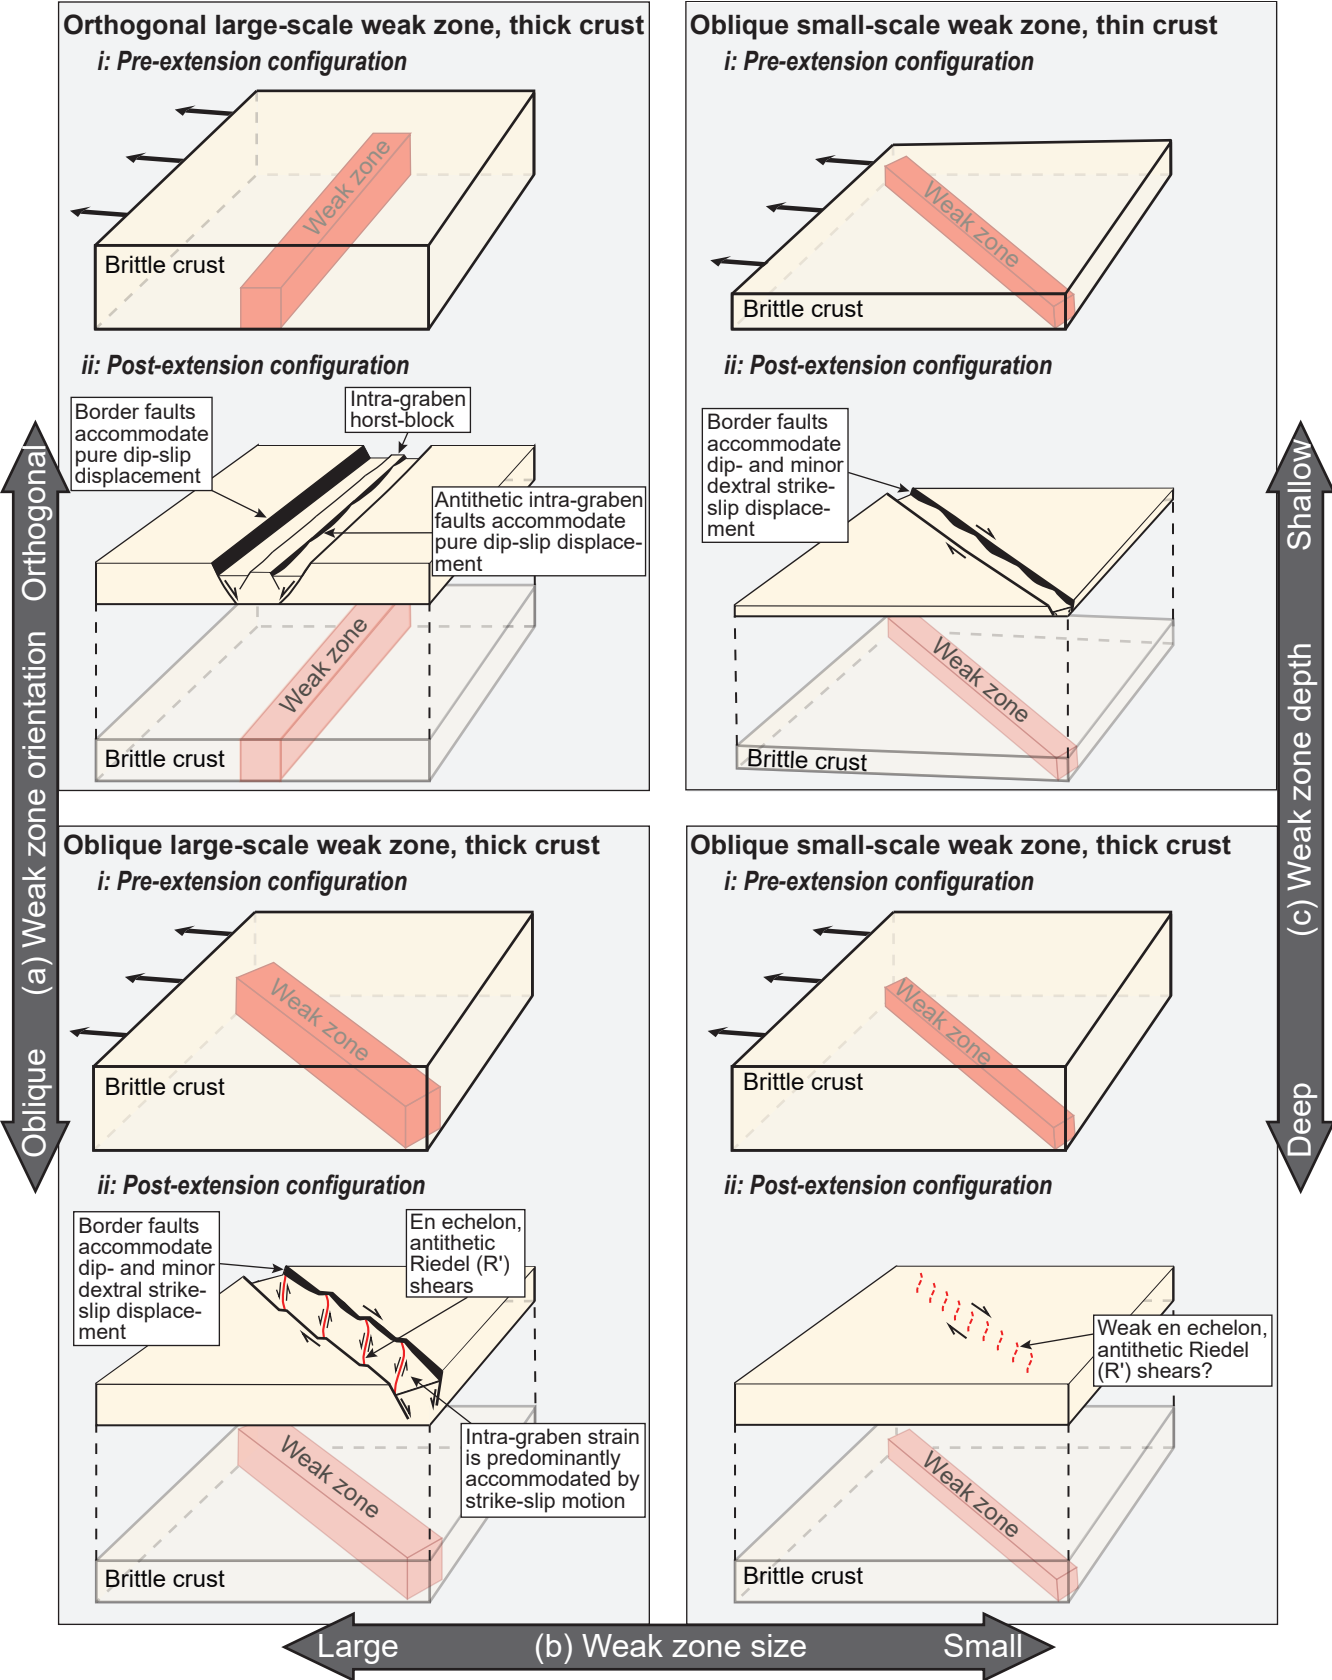 Orthogonal large-scale weak zone, thick crust
i: Pre-extension configuration
Weak zone
Brittle crust
ii: Post-extension configuration
Border faults
accommodate
pure dip-slip
displacement
Intra-graben
horst-block
Antithetic intra-graben
faults accommodate
pure dip-slip displace-
ment
Weak zone
Brittle crust
Oblique small-scale weak zone, thin crust
i: Pre-extension configuration
Weak zone
Brittle crust
ii: Post-extension configuration
Border faults
accommodate
dip- and minor
dextral strike-
slip displace-
ment
Weak zone
Brittle crust
Oblique large-scale weak zone, thick crust
i: Pre-extension configuration
Weak zone
Brittle crust
ii: Post-extension configuration
Border faults
accommodate
dip- and minor
dextral strike-
slip displace-
ment
En echelon,
antithetic
Riedel (R') 
shears
Intra-graben strain
is predominantly
accommodated by
strike-slip motion
Weak zone
Brittle crust
Oblique small-scale weak zone, thick crust
i: Pre-extension configuration
Weak zone
Brittle crust
ii: Post-extension configuration
Weak en echelon,
antithetic Riedel
(R') shears?
Weak zone
Brittle crust
Oblique (a) Weak zone orientation Orthogonal
Deep (c) Weak zone depth Shallow
Large (b) Weak zone size Small